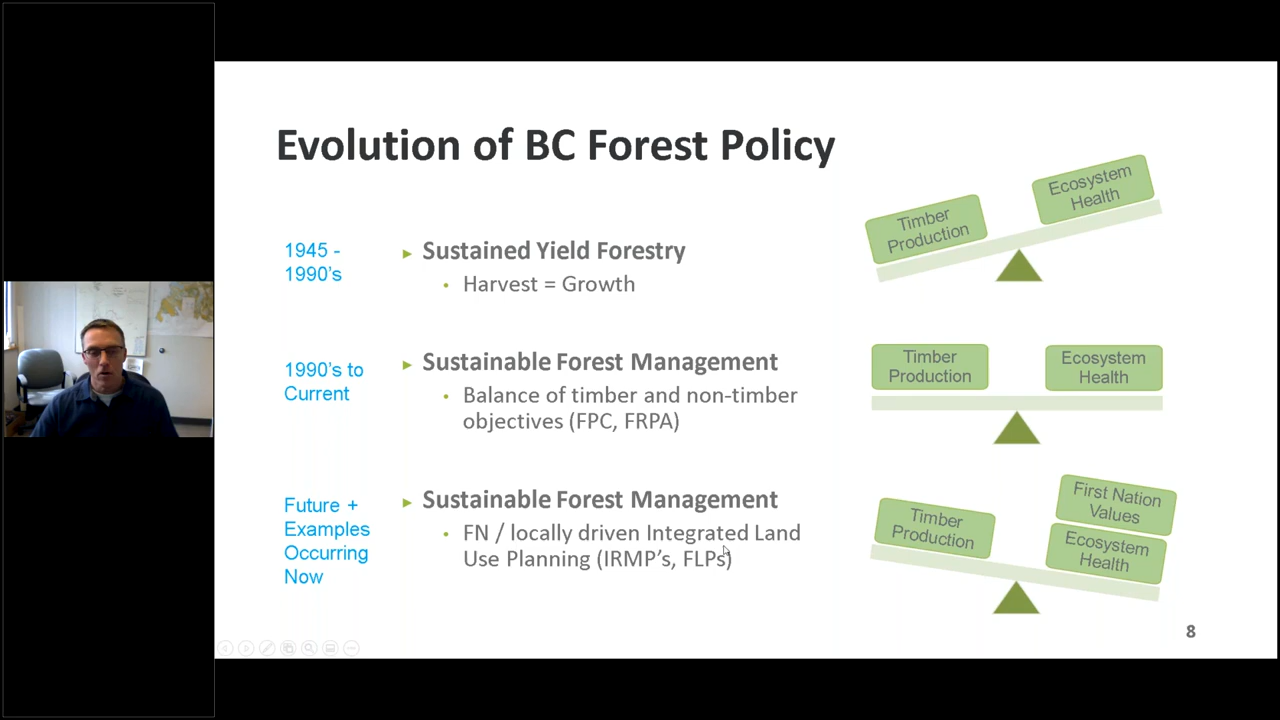 Evolution of BC Forest Policy
1945 -
1990's
► Sustained Yield Forestry
• Harvest = Growth
Timber
Production
Ecosystem
Health
1990's to
Current
► Sustainable Forest Management
• Balance of timber and non-timber
objectives (FPC, FRPA)
Timber
Production
Ecosystem
Health
Future +
Examples
Occurring
Now
► Sustainable Forest Management
• FN / locally driven Integrated Land
Use Planning (IRMP's, FLPs)
Timber
Production
First Nation
Values
Ecosystem
Health
8